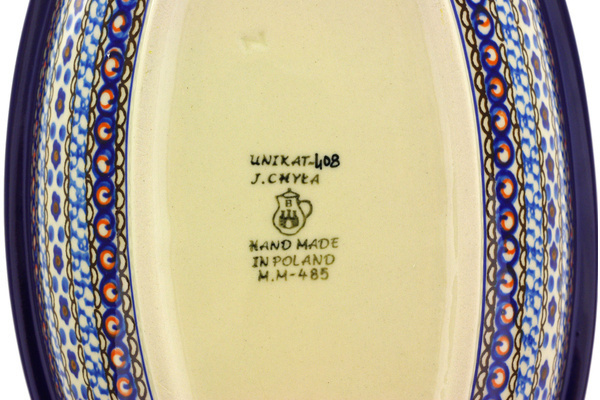 UNIKAT-408
J. CHYŁA
HAND MADE
IN POLAND
M.M-485